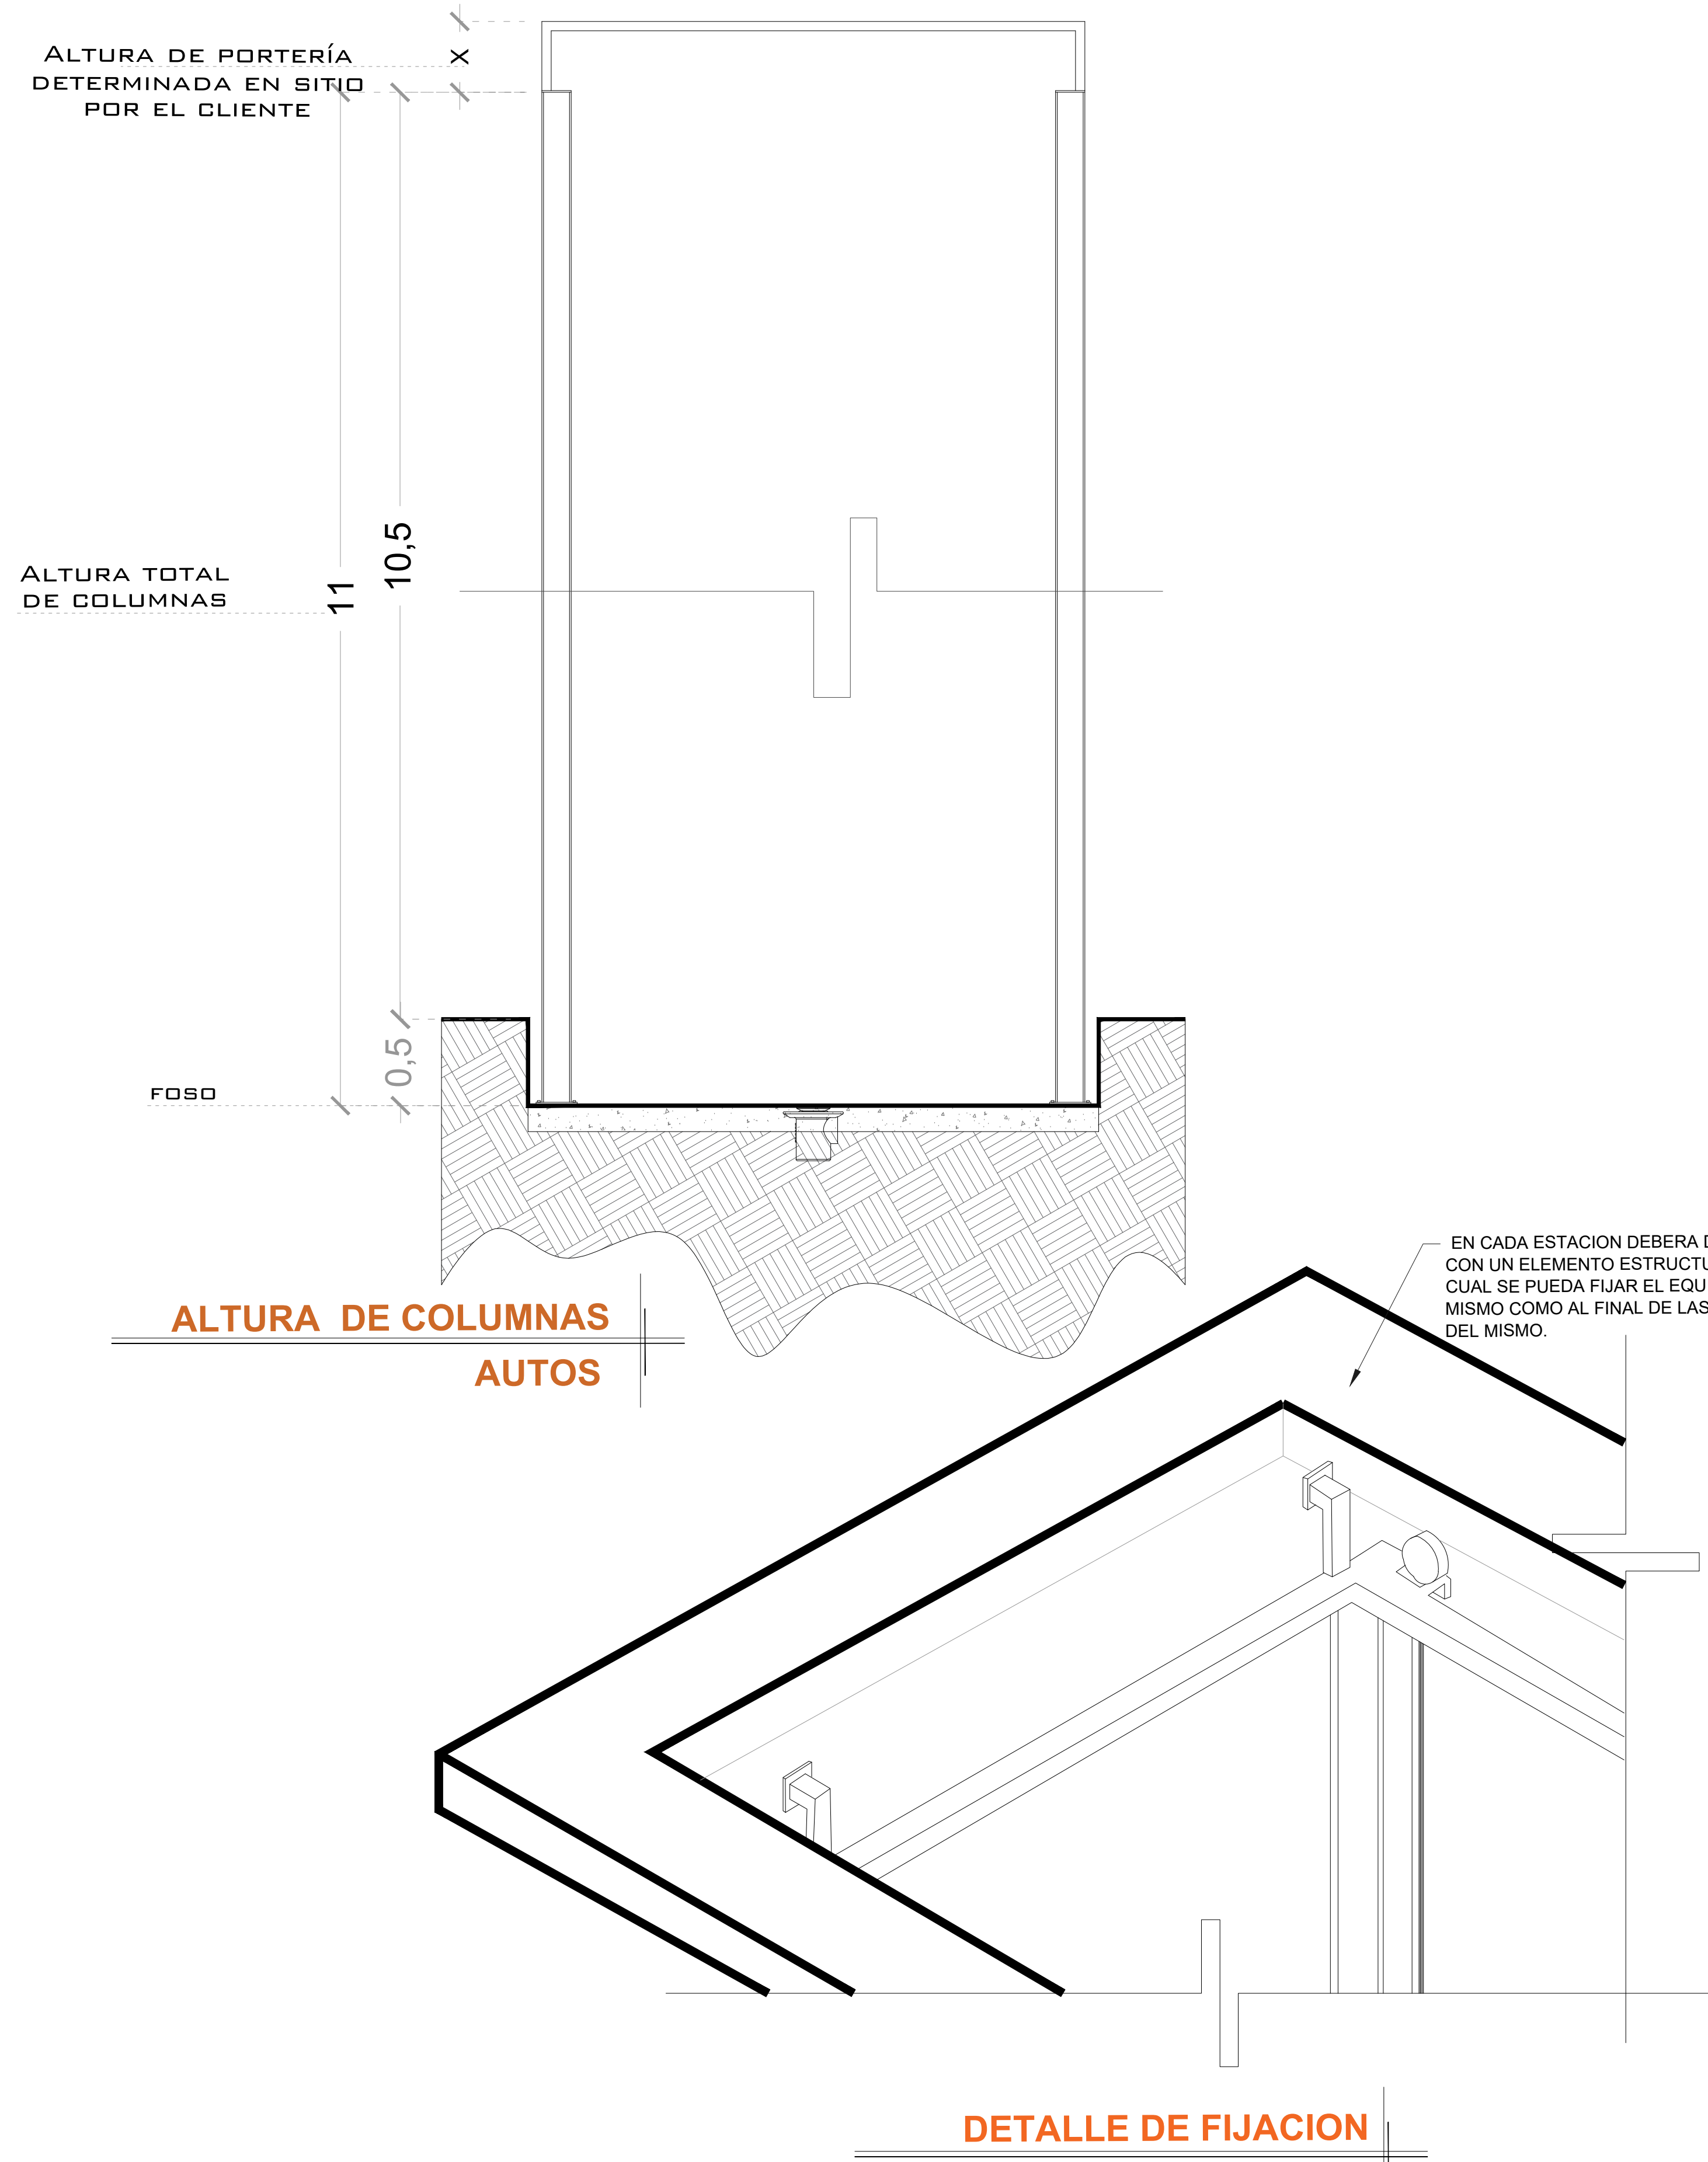 ALTURA DE PORTERÍA
DETERMINADA EN SITIO
POR EL CLIENTE
X
ALTURA TOTAL
DE COLUMNAS
11
10,5
0,5
FOSO
ALTURA DE COLUMNAS
AUTOS
EN CADA ESTACION DEBERA
CON UN ELEMENTO
CUAL SE PUEDA FIJAR EL
MISMO COMO AL FINAL DE LAS
DEL MISMO.
DETALLE DE FIJACION